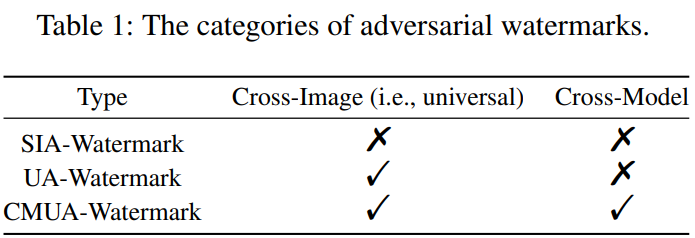 Table 1: The categories of adversarial watermarks.
Type Cross-Image (i.e., universal) Cross-Model
SIA-Watermark ✗ ✗
UA-Watermark ✓ ✗
CMUA-Watermark ✓ ✓